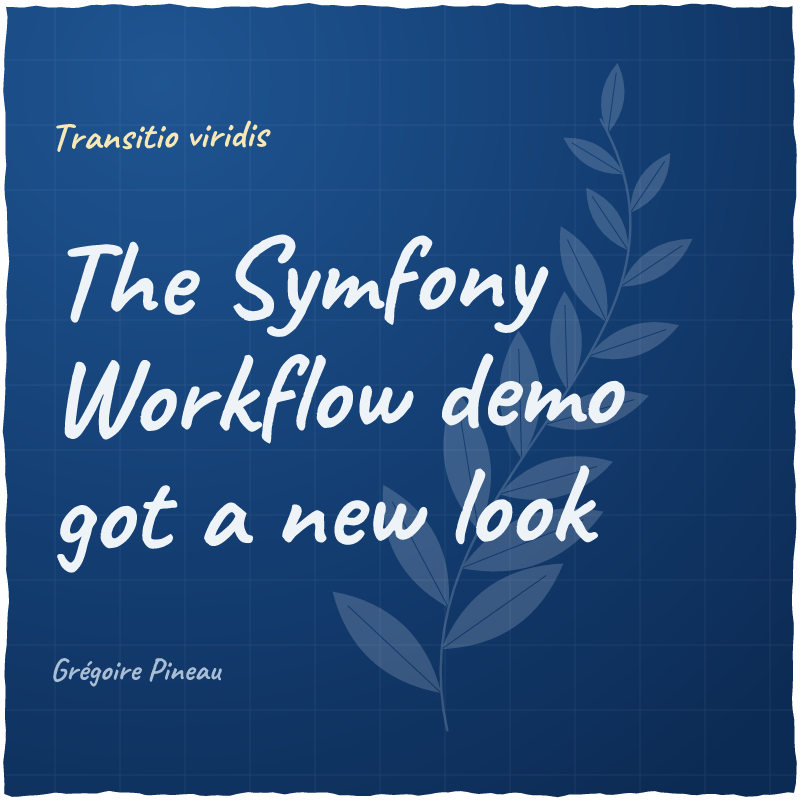 Transitio viridis
The Symfony
Workflow demo
got a new look
Grégoire Pineau